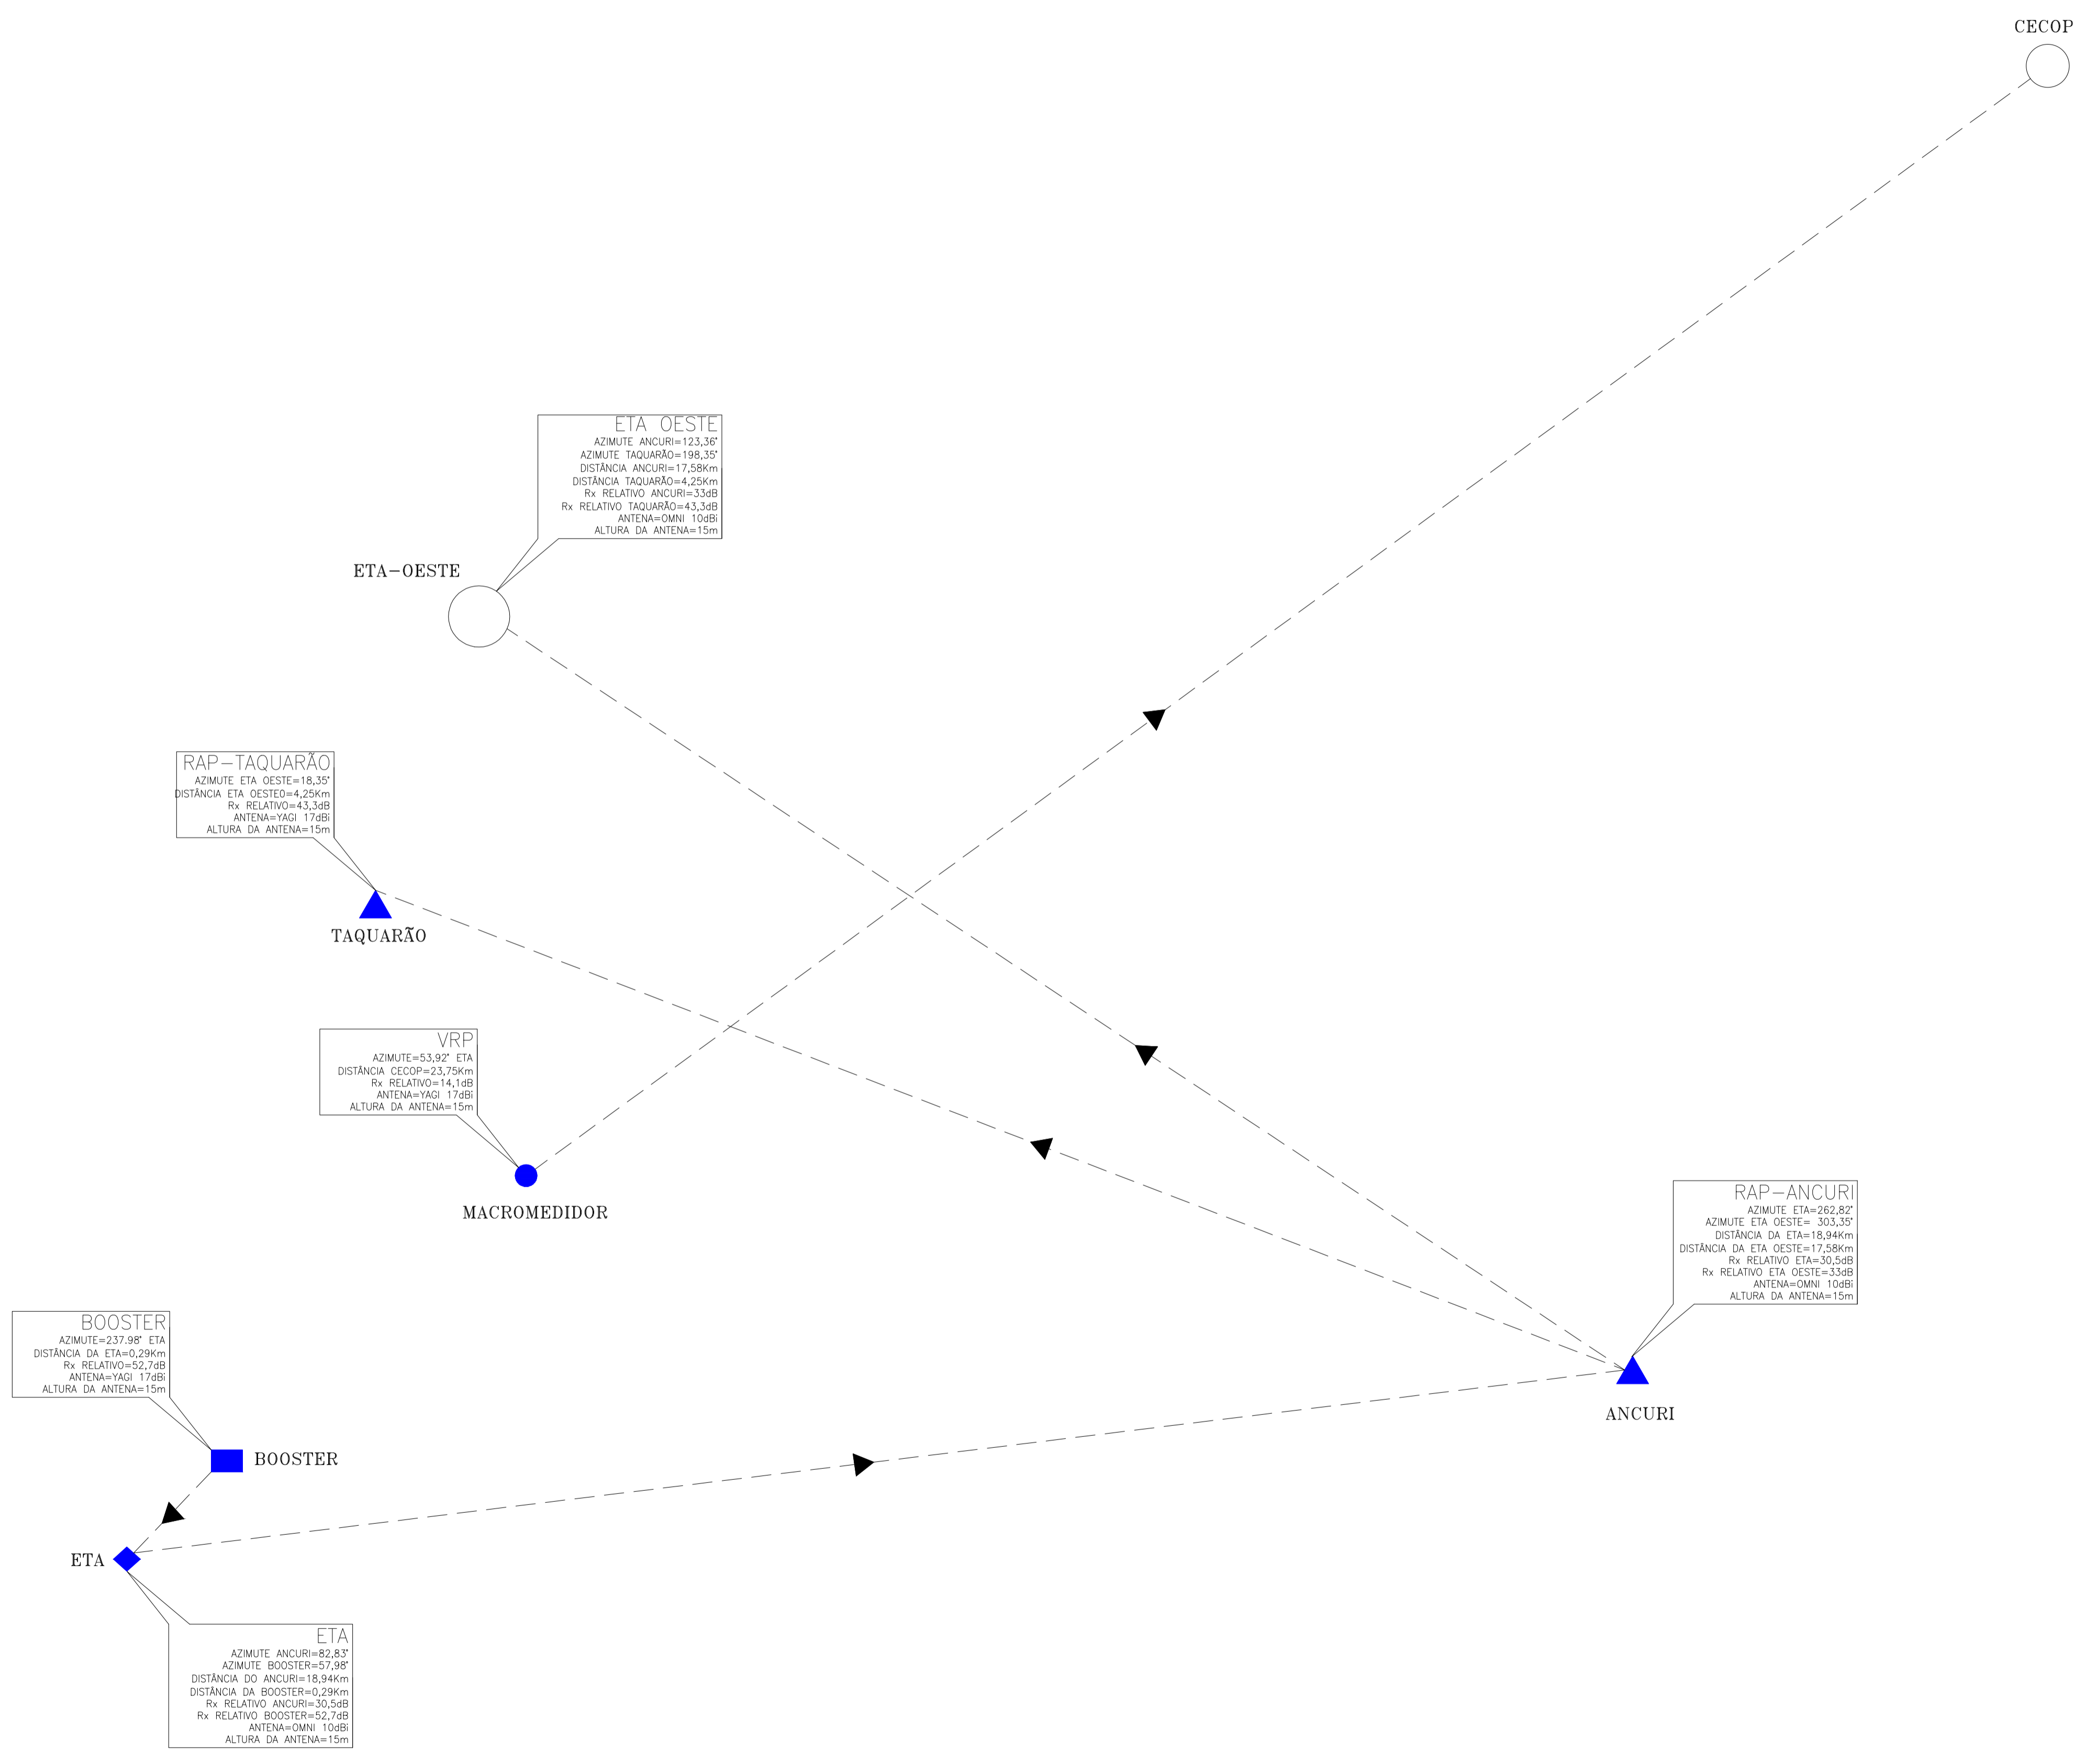 CECOP
ETA OESTE
AZIMUTE ANCURI=123,36°
AZIMUTE TAQUARÃO=198,35°
DISTÂNCIA ANCURI=17,58Km
DISTÂNCIA TAQUARÃO=4,25Km
Rx RELATIVO ANCURI=33dB
Rx RELATIVO TAQUARÃO=43,3dB
ANTENA=OMNI 10dBi
ALTURA DA ANTENA=15m
ETA-OESTE
RAP-TAQUARÃO
AZIMUTE ETA OESTE=18,35°
DISTÂNCIA ETA OESTE0=4,25Km
Rx RELATIVO=43,3dB
ANTENA=YAGI 17dBi
ALTURA DA ANTENA=15m
TAQUARÃO
VRP
AZIMUTE=53,92° ETA
DISTÂNCIA CECOP=23,75Km
Rx RELATIVO=14,1dB
ANTENA=YAGI 17dBi
ALTURA DA ANTENA=15m
MACROMEDIDOR
RAP-ANCURI
AZIMUTE ETA=262,82°
AZIMUTE ETA OESTE= 303,35°
DISTÂNCIA DA ETA=18,94Km
DISTÂNCIA DA ETA OESTE=17,58Km
Rx RELATIVO ETA=30,5dB
Rx RELATIVO ETA OESTE=33dB
ANTENA=OMNI 10dBi
ALTURA DA ANTENA=15m
ANCURI
BOOSTER
AZIMUTE=237.98° ETA
DISTÂNCIA DA ETA=0,29Km
Rx RELATIVO=52,7dB
ANTENA=YAGI 17dBi
ALTURA DA ANTENA=15m
BOOSTER
ETA
ETA
AZIMUTE ANCURI=82,83°
AZIMUTE BOOSTER=57,98°
DISTÂNCIA DO ANCURI=18,94Km
DISTÂNCIA DA BOOSTER=0,29Km
Rx RELATIVO ANCURI=30,5dB
Rx RELATIVO BOOSTER=52,7dB
ANTENA=OMNI 10dBi
ALTURA DA ANTENA=15m